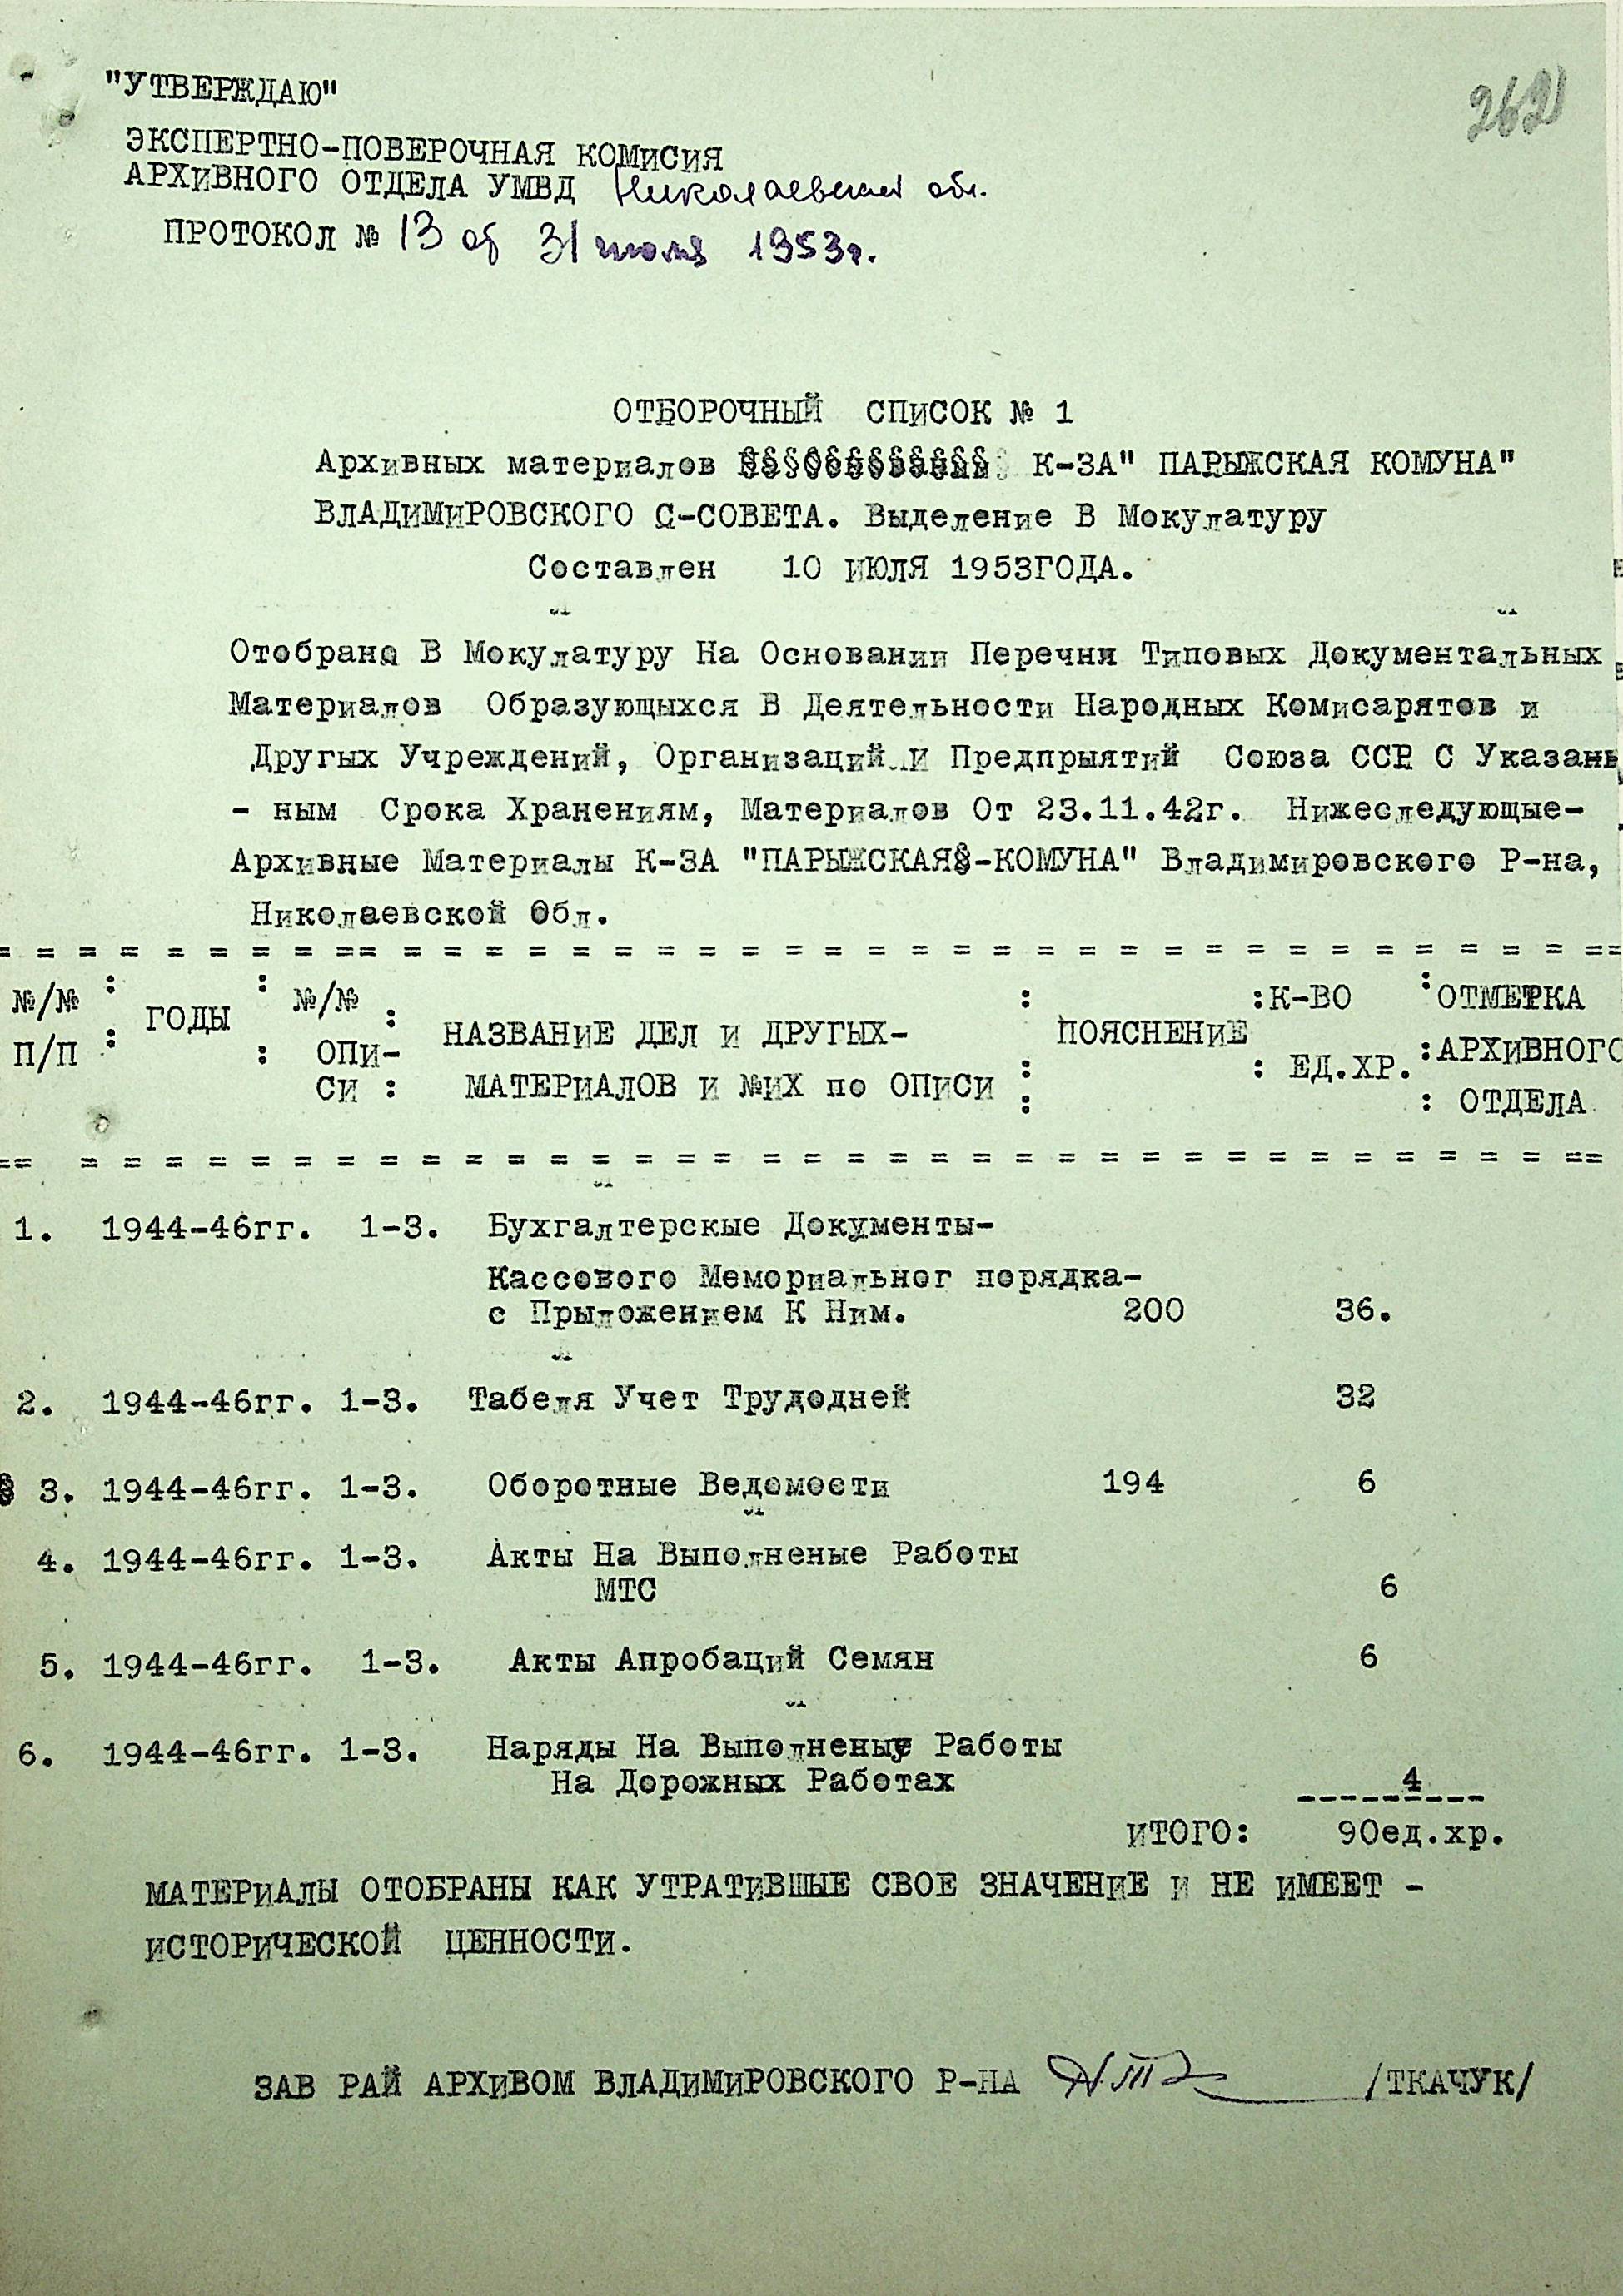 262
"УТВЕРЖДАЮ"
ЭКСПЕРТНО-ПОВЕРОЧНАЯ КОМИСИЯ
АРХИВНОГО ОТДЕЛА УМВД Николаевская обл.
ПРОТОКОЛ № 13 об 31 июля 1953г.
ОТБОРОЧНЫЙ СПИСОК № 1
Архивных материалов К-ЗА" ПАРЫЖСКАЯ КОМУНА"
ВЛАДИМИРОВСКОГО С-СОВЕТА. Выделение В Мокулатуру
Составлен 10 ИЮЛЯ 1953ГОДА.
Отобрано В Мокулатуру На Основании Перечня Типовых Документальных
Материалов Образующыхся В Деятельности Народных Комисарятов и
Другых Учреждений, Организаций..И Предпрыятий Союза ССР С Указань
- ным Срока Хранениям, Материалов От 23.11.42г. Нижеследующые-
Архивные Материалы К-ЗА "ПАРЫЖСКАЯ§-КОМУНА" Владимировского Р-на,
Николаевской Обл.
= = = = = = = = == = = = = = = = = = = = = = = = = = = = = = = = = = = = ==
№/№ : ГОДЫ : №/№ : НАЗВАНИЕ ДЕЛ И ДРУГЫХ- : ПОЯСНЕНИЕ :К-ВО :ОТМЕТКА
П/П : : ОПИ- МАТЕРИАЛОВ И №ИХ по ОПИСИ : : ЕД.ХР. :АРХИВНОГО
СИ : : : ОТДЕЛА
== = = = = = = = = = = = = = = = = = = = = = = = = = = = = = = = = = = = ==
1. 1944-46гг. 1-3. Бухгалтерскые Документы-
Кассового Мемориальног порядка-
с Прыложением К Ним. 200 36.
2. 1944-46гг. 1-3. Табеля Учет Трудодней 32
§ 3. 1944-46гг. 1-3. Оборотные Ведомости 194 6
4. 1944-46гг. 1-3. Акты На Выполненые Работы
МТС 6
5. 1944-46гг. 1-3. Акты Апробаций Семян 6
6. 1944-46гг. 1-3. Наряды На Выполненые Работы
На Дорожных Работах 4
---------
ИТОГО: 90ед.хр.
МАТЕРИАЛЫ ОТОБРАНЫ КАК УТРАТИВШЫЕ СВОЕ ЗНАЧЕНИЕ И НЕ ИМЕЕТ -
ИСТОРИЧЕСКОЙ ЦЕННОСТИ.
ЗАВ РАЙ АРХИВОМ ВЛАДИМИРОВСКОГО Р-НА /ТКАЧУК/